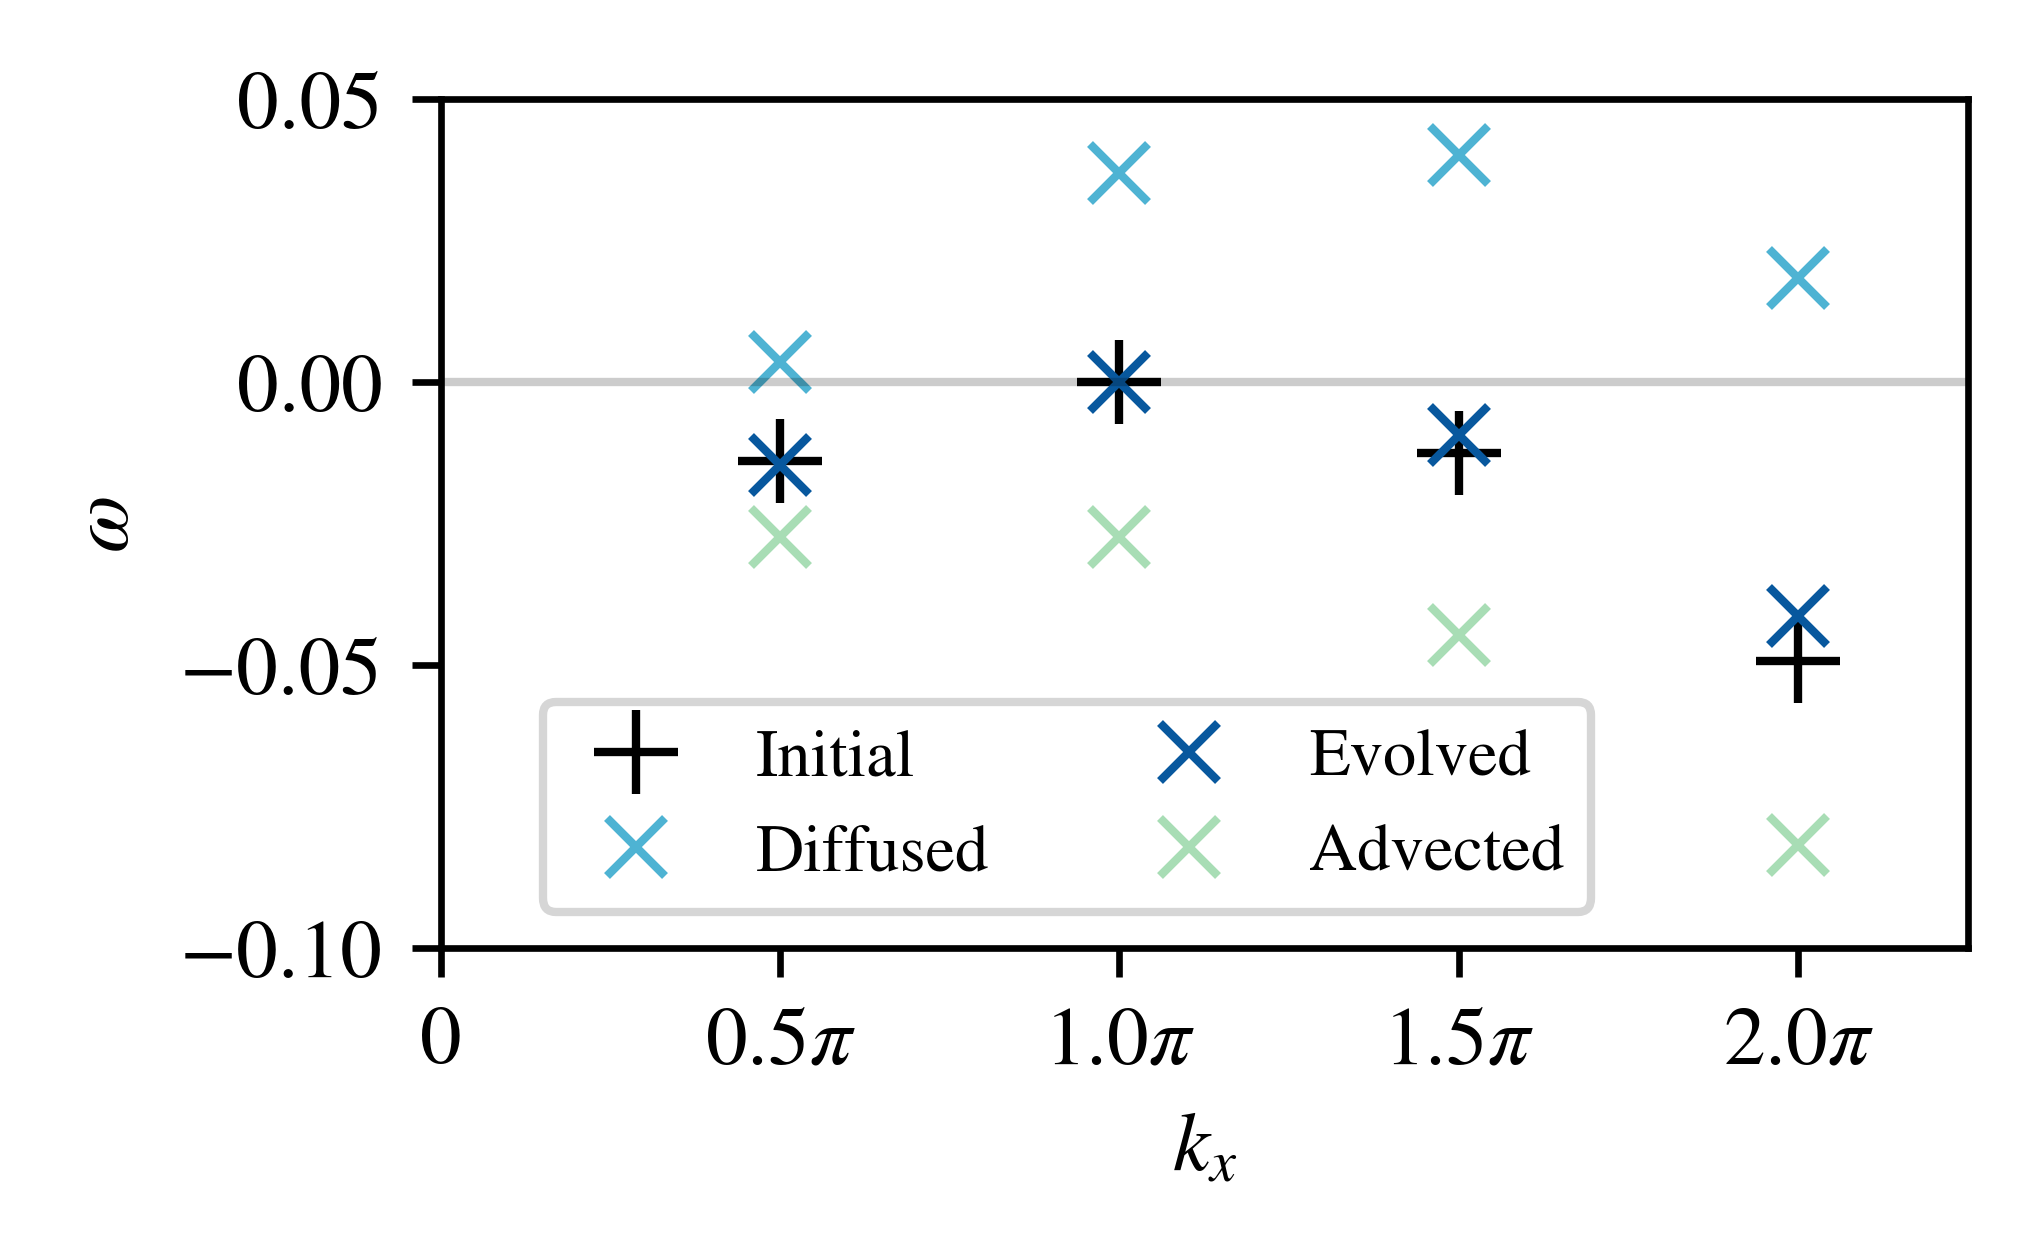 0.05
0.00
−0.05
−0.10
ω
Initial
Evolved
Diffused
Advected
0
0.5π
1.0π
1.5π
2.0π
kₓ